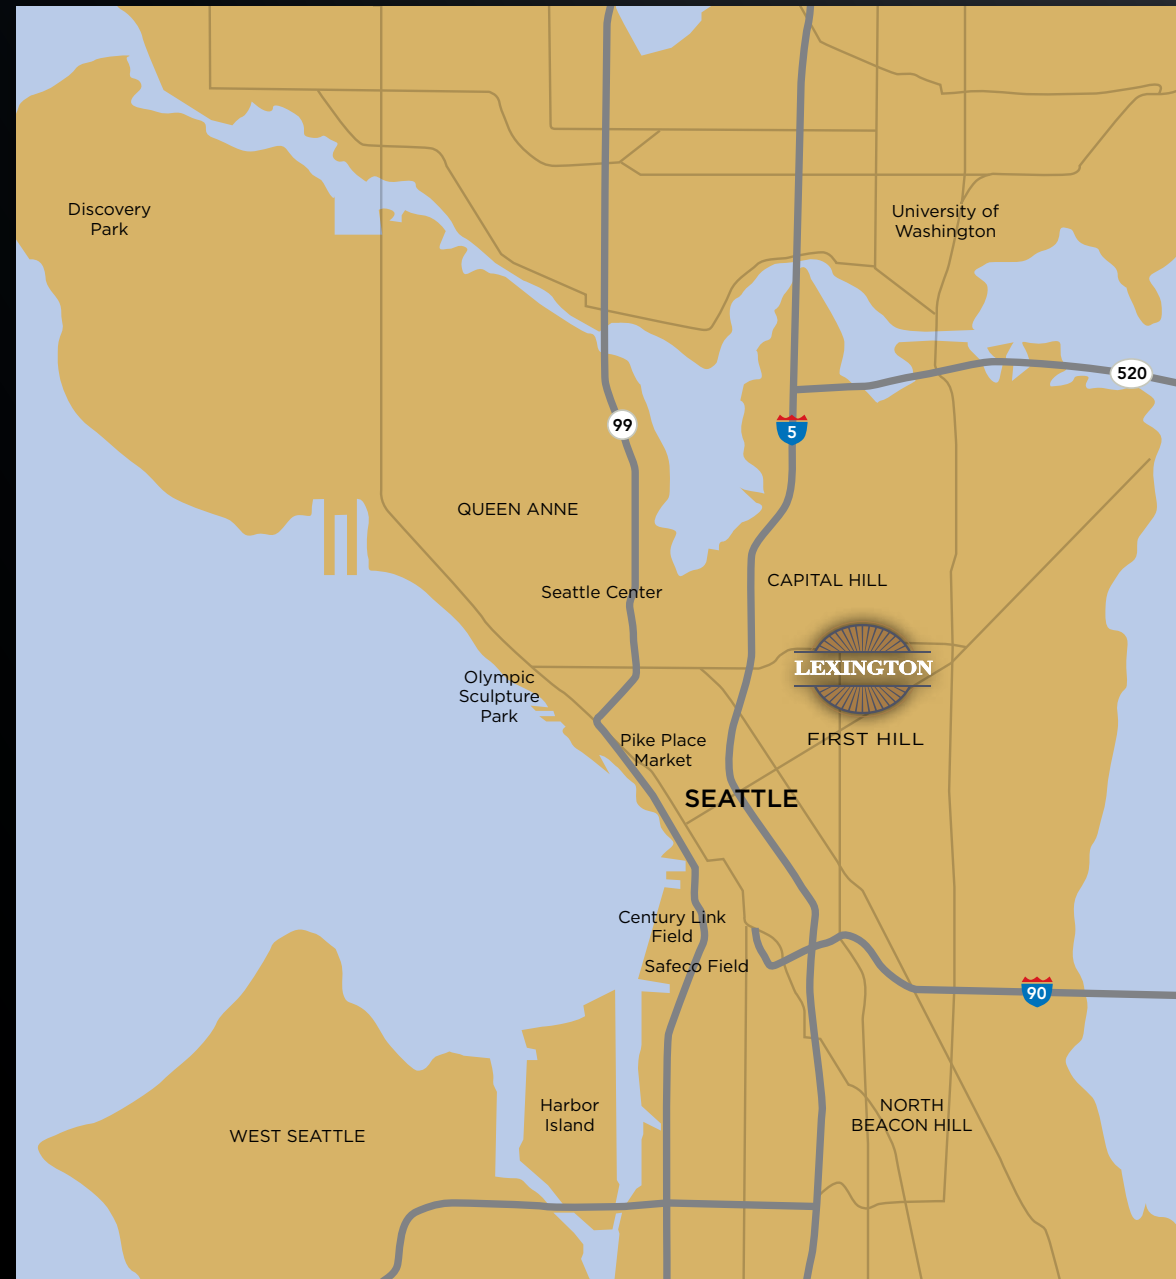 Discovery
Park
University of
Washington
520
99
5
QUEEN ANNE
CAPITAL HILL
Seattle Center
LEXINGTON
Olympic
Sculpture
Park
FIRST HILL
Pike Place
Market
SEATTLE
Century Link
Field
Safeco Field
90
Harbor
Island
NORTH
BEACON HILL
WEST SEATTLE